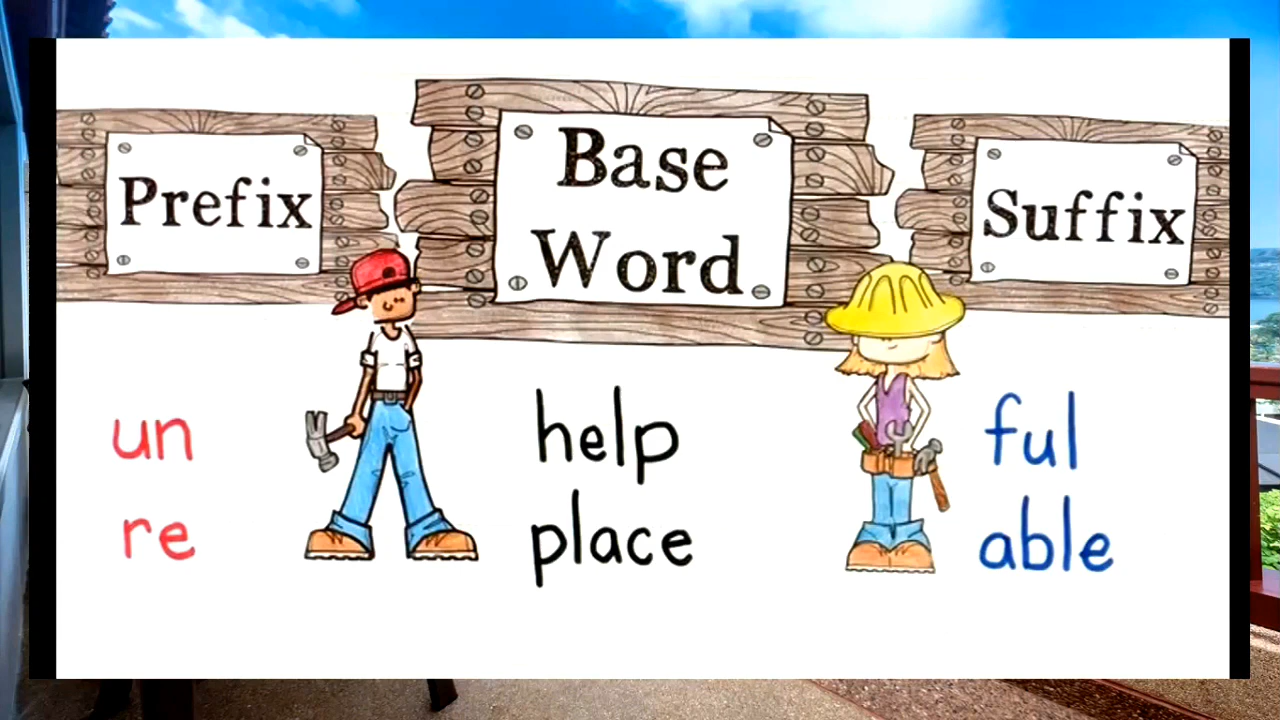 Prefix
Base
Word
Suffix
un help ful
re place able